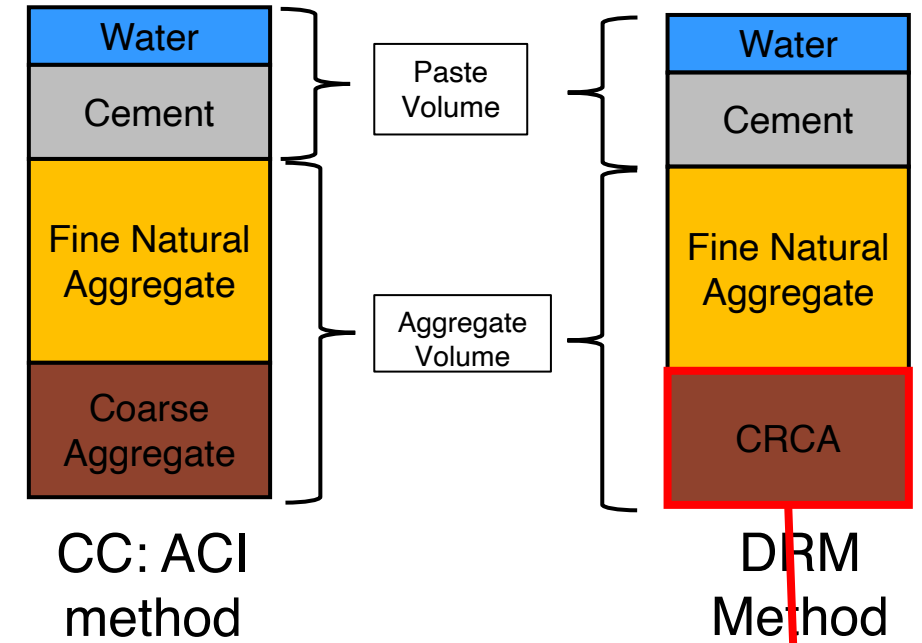 Water
Cement
Fine Natural
Aggregate
Coarse
Aggregate
CC: ACI
method
Paste
Volume
Aggregate
Volume
Water
Cement
Fine Natural
Aggregate
CRCA
DRM
Method